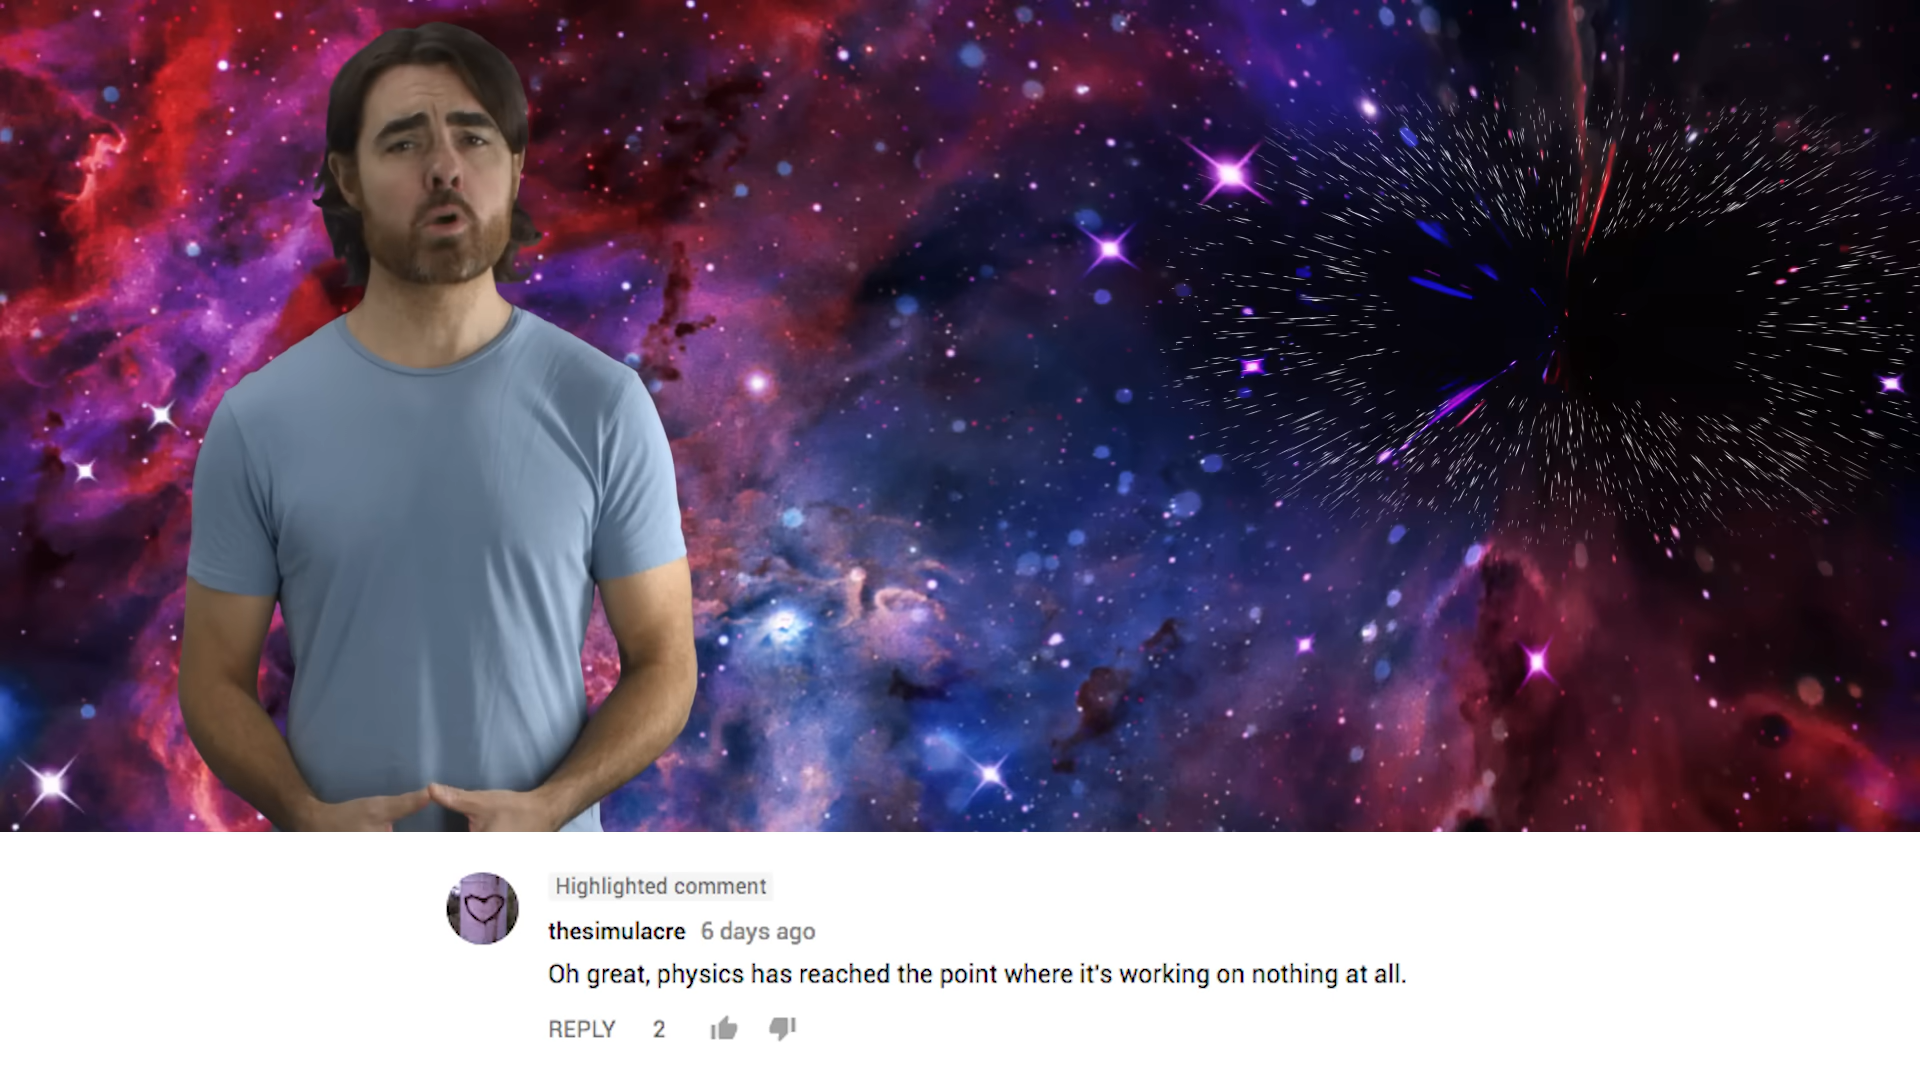 Highlighted comment
thesimulacre 6 days ago
Oh great, physics has reached the point where it's working on nothing at all.
REPLY 2